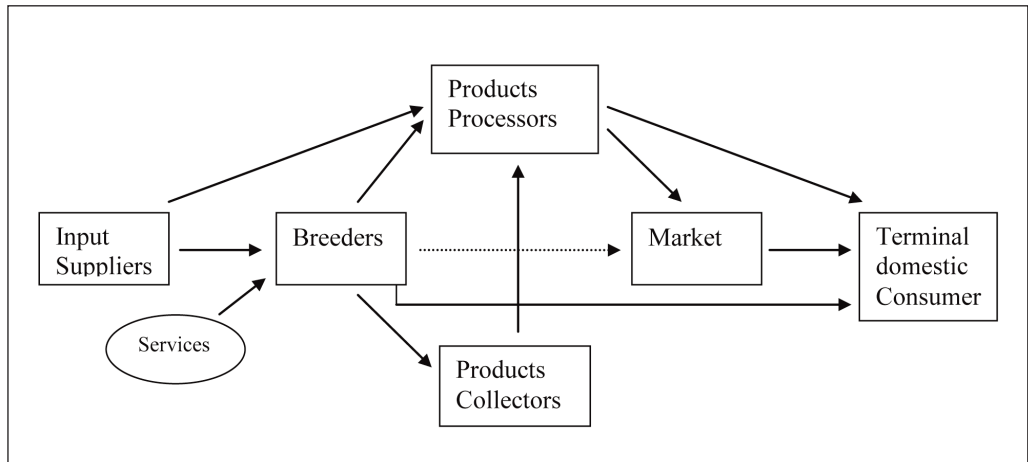 Products
Processors
Input
Suppliers
Breeders
Market
Terminal
domestic
Consumer
Services
Products
Collectors